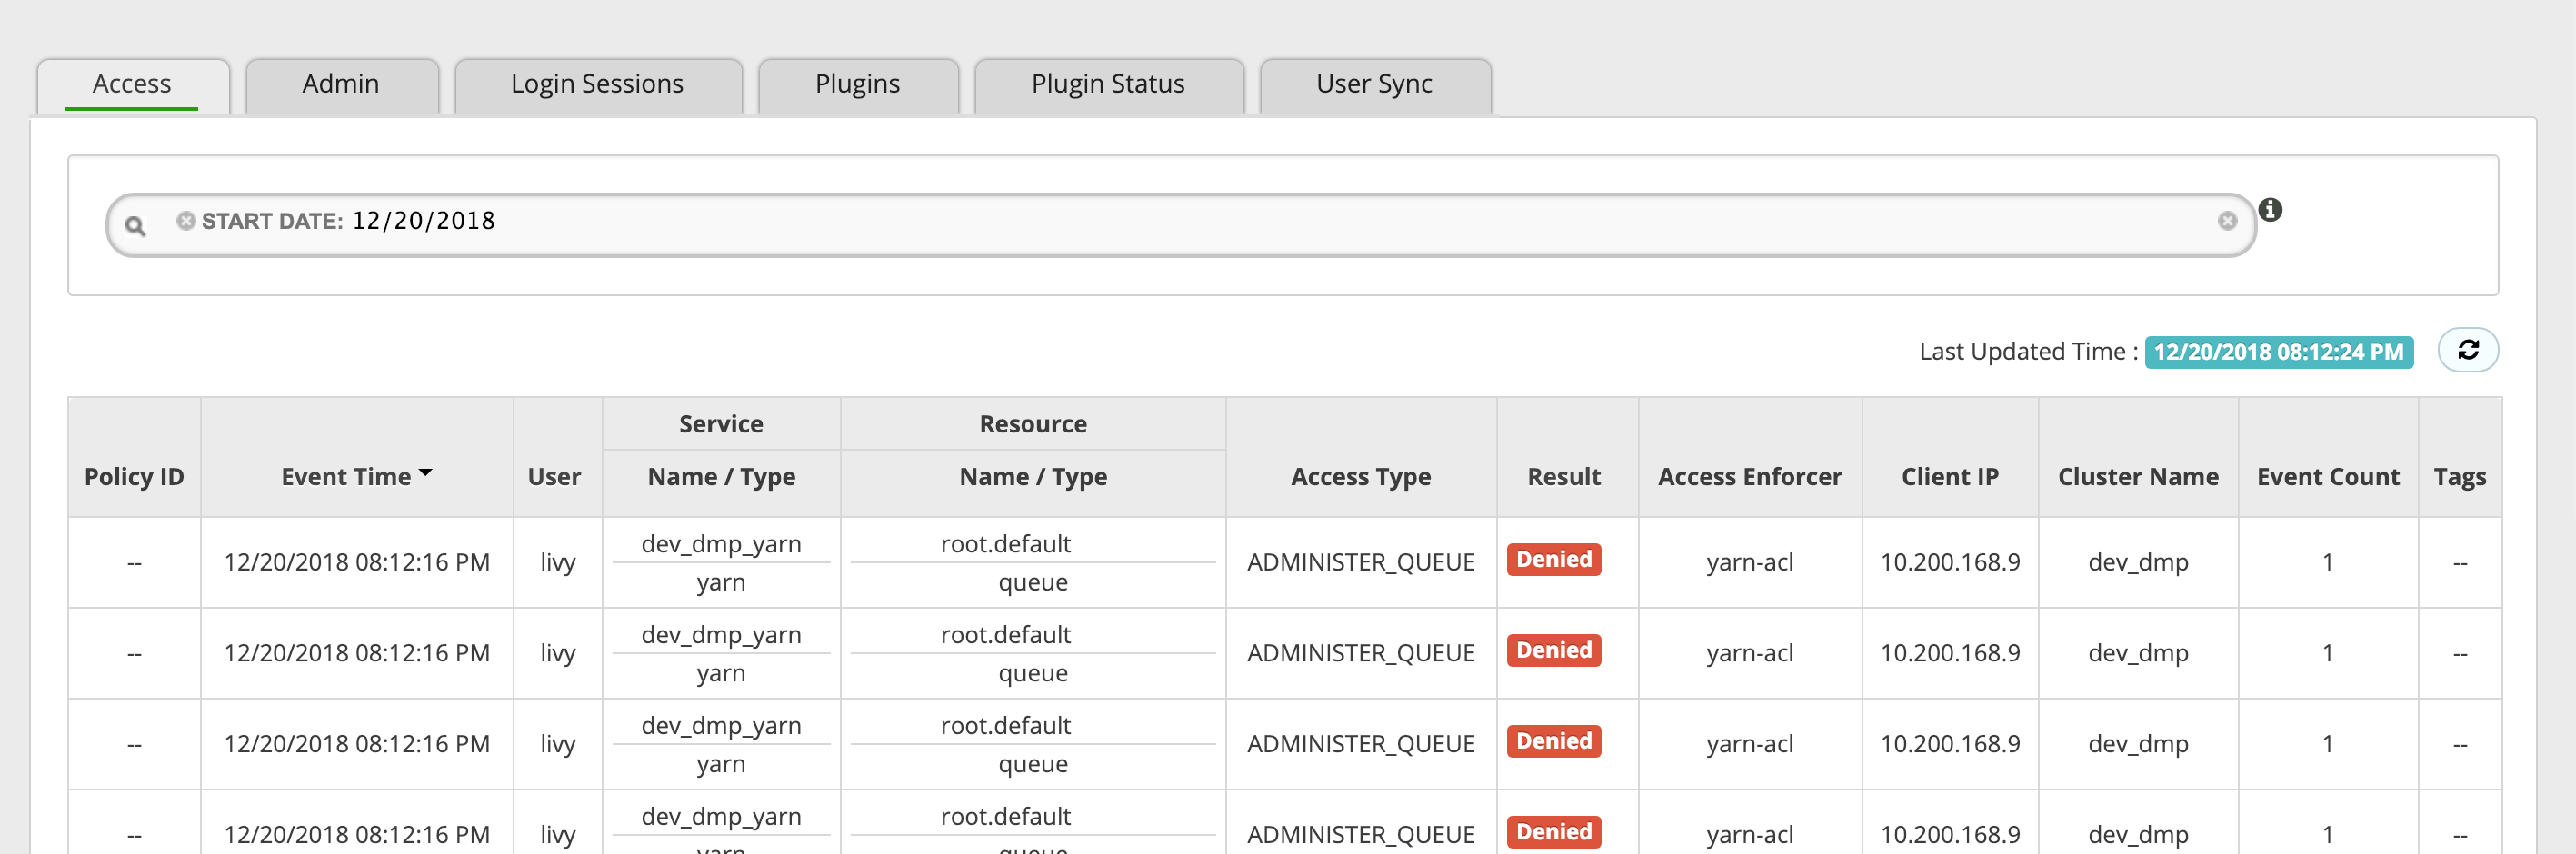 Access Admin Login Sessions Plugins Plugin Status User Sync
START DATE: 12/20/2018
Last Updated Time : 12/20/2018 08:12:24 PM
Service Resource
Policy ID Event Time User Name / Type Name / Type Access Type Result Access Enforcer Client IP Cluster Name Event Count Tags
dev_dmp_yarn root.default
-- 12/20/2018 08:12:16 PM livy ADMINISTER_QUEUE Denied yarn-acl 10.200.168.9 dev_dmp 1 --
yarn queue
dev_dmp_yarn root.default
-- 12/20/2018 08:12:16 PM livy ADMINISTER_QUEUE Denied yarn-acl 10.200.168.9 dev_dmp 1 --
yarn queue
dev_dmp_yarn root.default
-- 12/20/2018 08:12:16 PM livy ADMINISTER_QUEUE Denied yarn-acl 10.200.168.9 dev_dmp 1 --
yarn queue
dev_dmp_yarn root.default
-- 12/20/2018 08:12:16 PM livy ADMINISTER_QUEUE Denied yarn-acl 10.200.168.9 dev_dmp 1 --